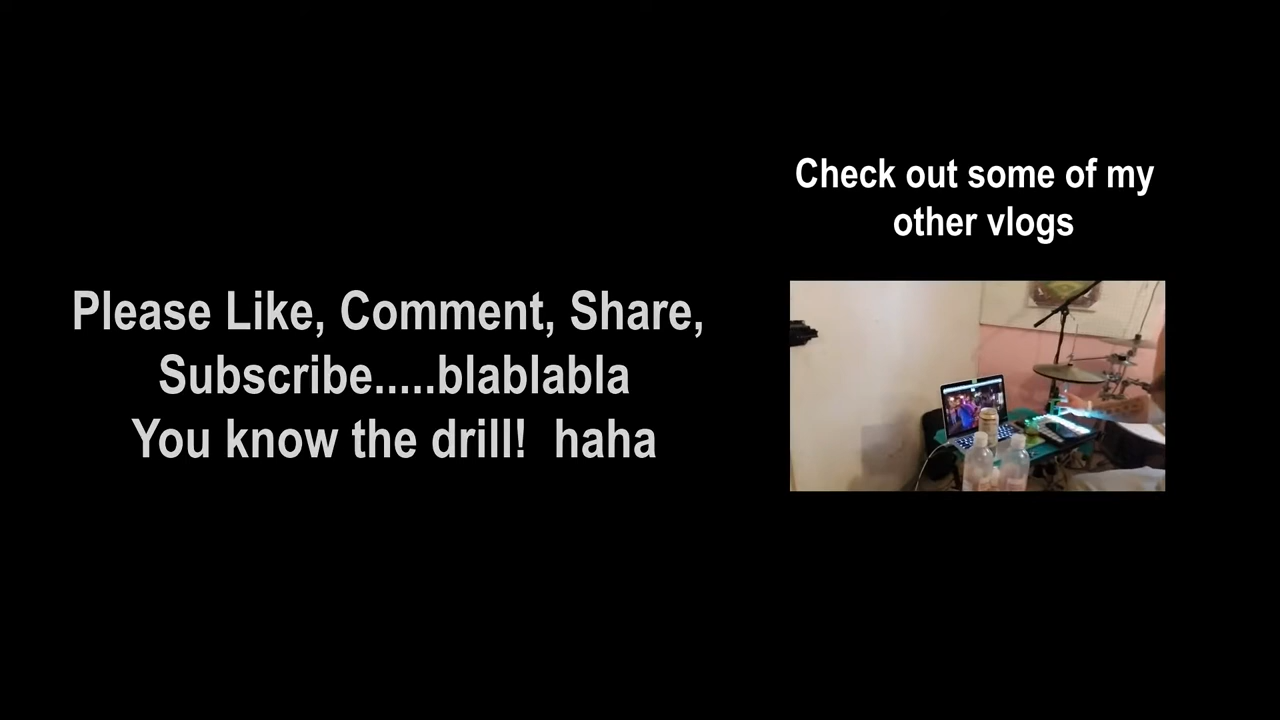 Please Like, Comment, Share,
Subscribe.....blablabla
You know the drill!  haha
Check out some of my
other vlogs